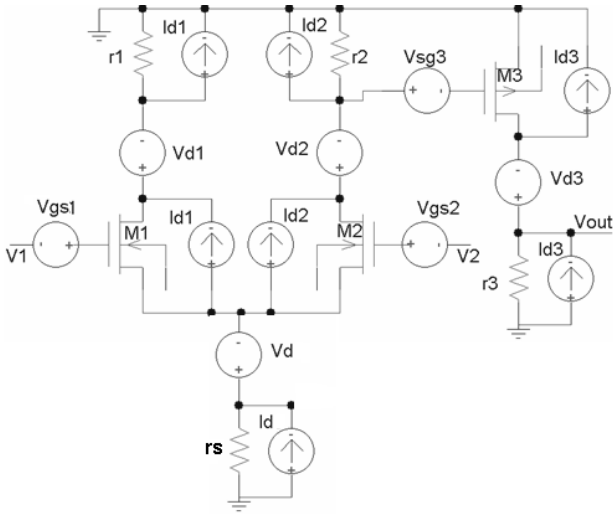 r1
Id1
Id2
r2
Vsg3
M3
Id3
Vd1
Vd2
Vd3
Vgs1
M1
Id1
Id2
M2
Vgs2
V1
V2
Vout
r3
Id3
Vd
rs
Id